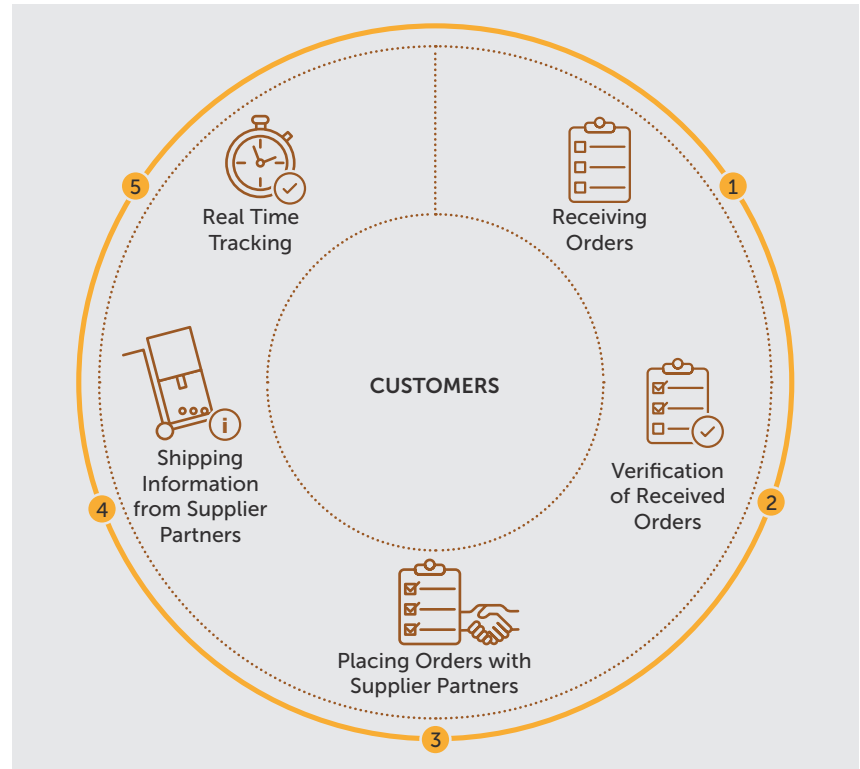 1
Receiving
Orders
2
Verification
of Received
Orders
3
Placing Orders with
Supplier Partners
4
Shipping
Information
from Supplier
Partners
5
Real Time
Tracking
CUSTOMERS
i